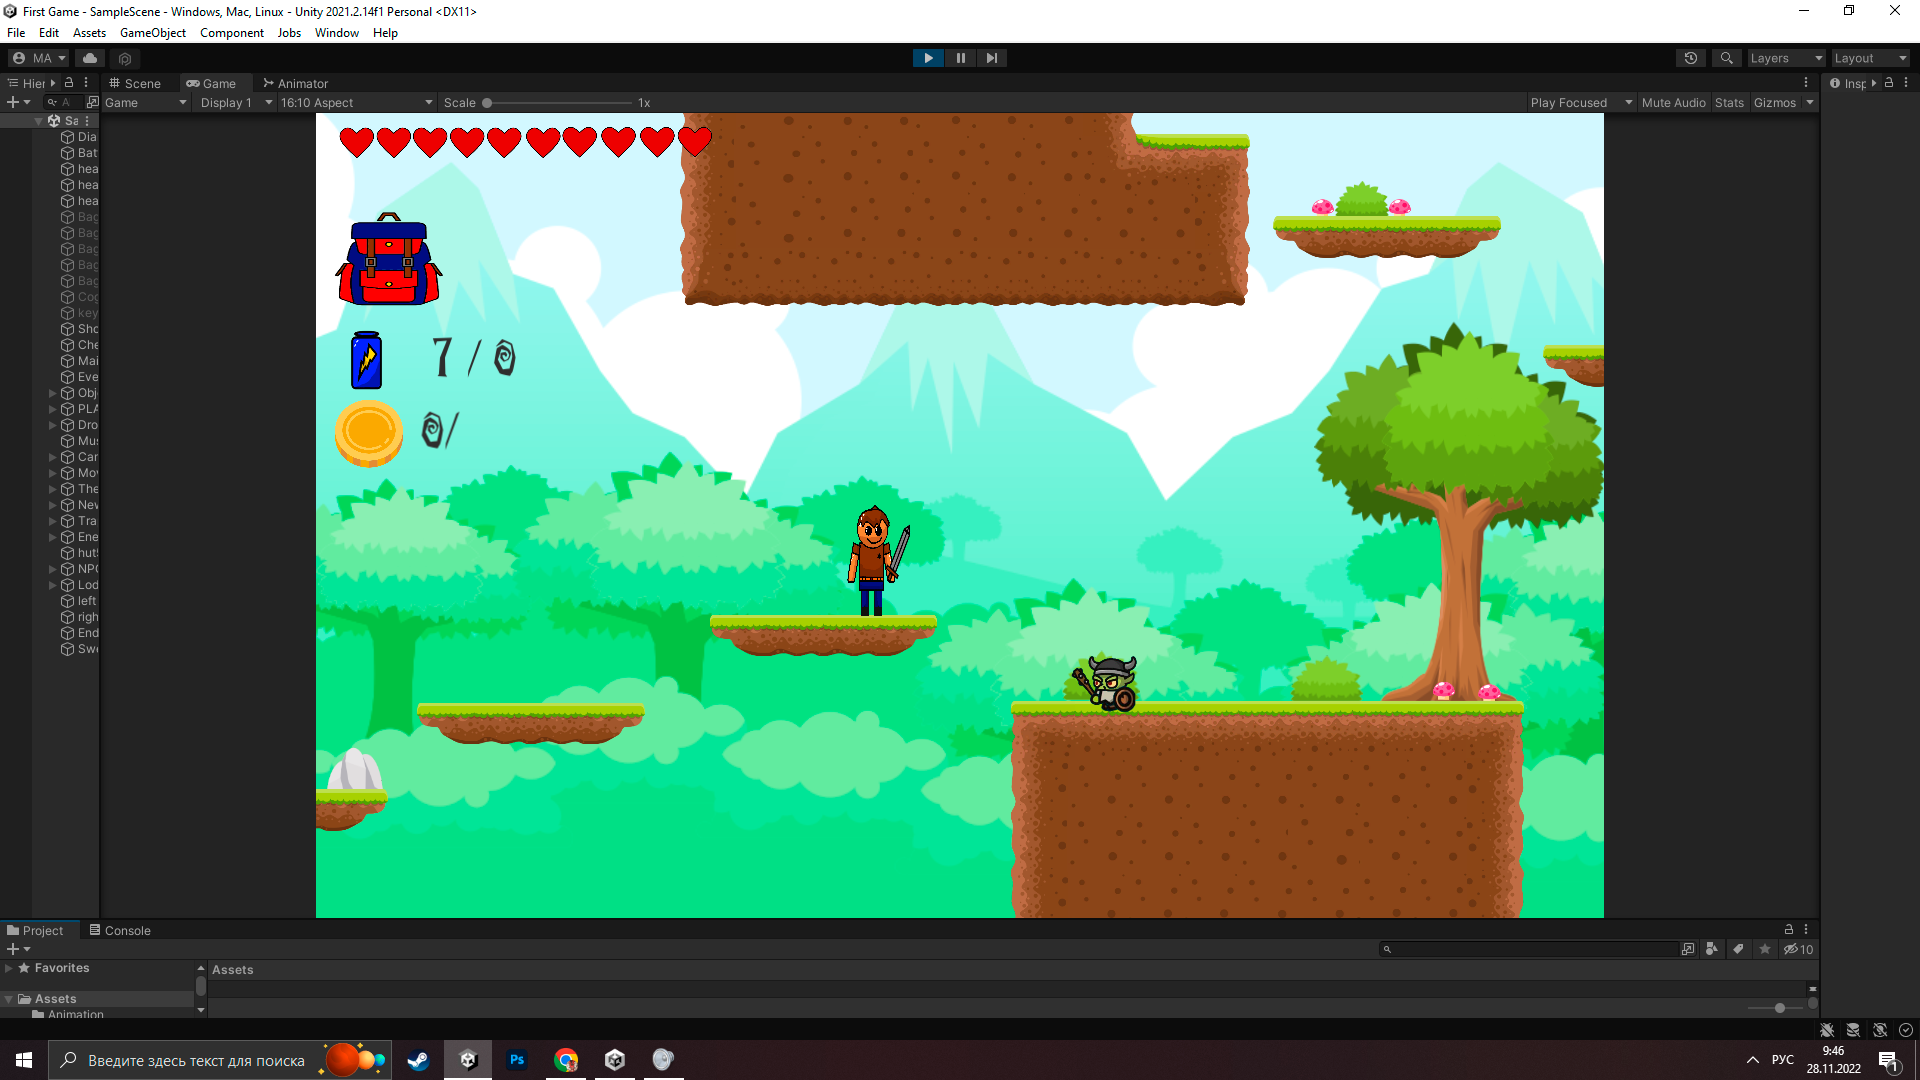 First Game - SampleScene - Windows, Mac, Linux - Unity 2021.2.14f1 Personal <DX11>
File Edit Assets GameObject Component Jobs Window Help
MA Layers Layout
Hier Scene Game Animator Insp
A Game Display 1 16:10 Aspect Scale 1x Play Focused Mute Audio Stats Gizmos
Sa
Dia
Bat
hea
hea
hea
Bag
Bag
Bag
Bag
Bag
Cog
key
Sho
Che
Mai
Eve
Obj
PLA
Dro
Mus
Car
Mov
The
New
Tra
Ene
hut!
NPC
Lod
left
righ
End
Swe
7 / 0
0/
Project Console
10
Favorites
Assets
Assets
Animation
Введите здесь текст для поиска
Ps
РУС
9:46
28.11.2022
1